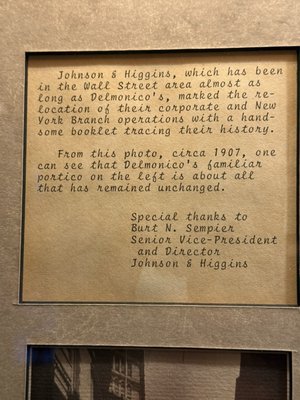 Johnson & Higgins, which has been
in the Wall Street area almost as
long as Delmonico's, marked the re-
location of their corporate and New
York Branch operations with a hand-
some booklet tracing their history.
From this photo, circa 1907, one
can see that Delmonico's familiar
portico on the left is about all
that has remained unchanged.
Special thanks to
Burt N. Sempier
Senior Vice-President
and Director
Johnson & Higgins